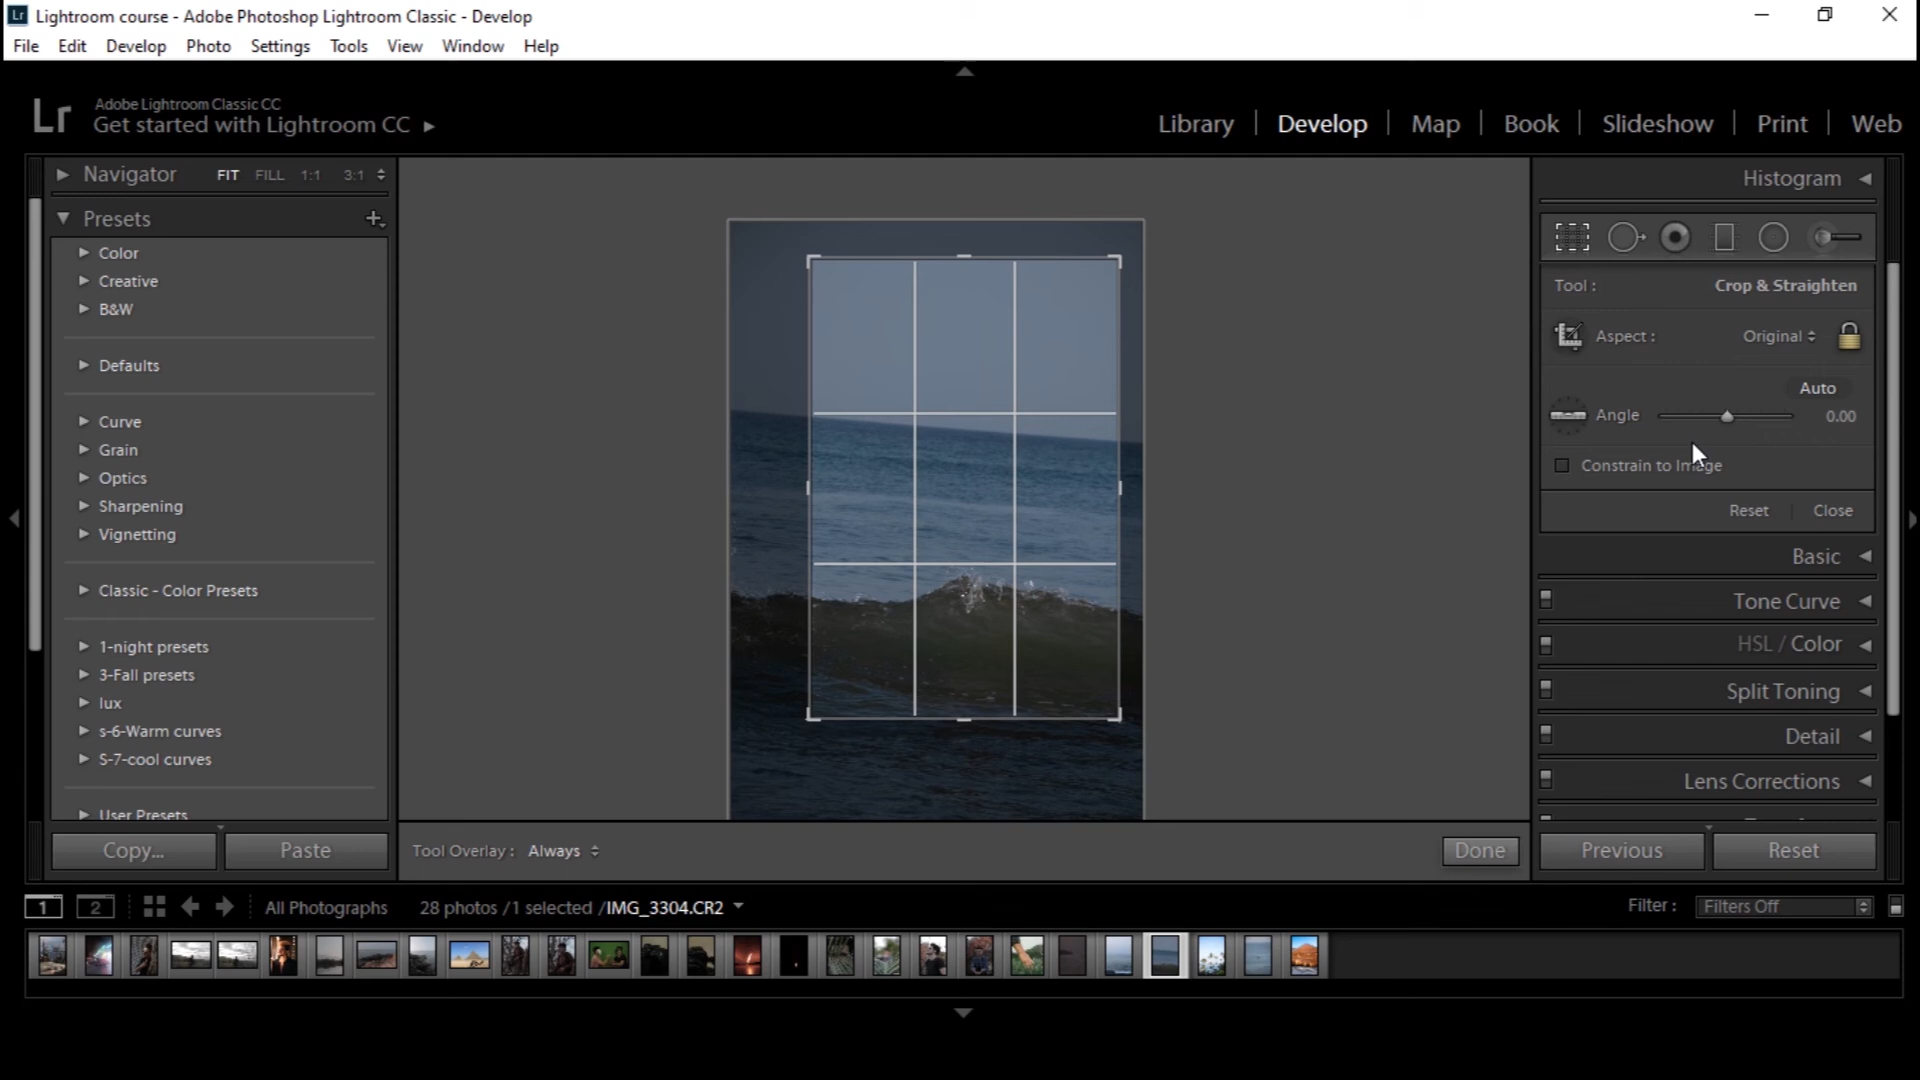 Lr Lightroom course - Adobe Photoshop Lightroom Classic - Develop
File Edit Develop Photo Settings Tools View Window Help
Lr Adobe Lightroom Classic CC
Get started with Lightroom CC
Library Develop Map Book Slideshow Print Web
Navigator FIT FILL 1:1 3:1
Histogram
Presets
Color
Creative
B&W
Defaults
Curve
Grain
Optics
Sharpening
Vignetting
Classic - Color Presets
1-night presets
3-Fall presets
lux
s-6-Warm curves
S-7-cool curves
User Presets
Tool : Crop & Straighten
Aspect : Original
Auto
Angle 0.00
Constrain to Image
Reset Close
Basic
Tone Curve
HSL / Color
Split Toning
Detail
Lens Corrections
Copy... Paste
Tool Overlay : Always
Done
Previous Reset
1 2 All Photographs 28 photos /1 selected /IMG_3304.CR2
Filter : Filters Off